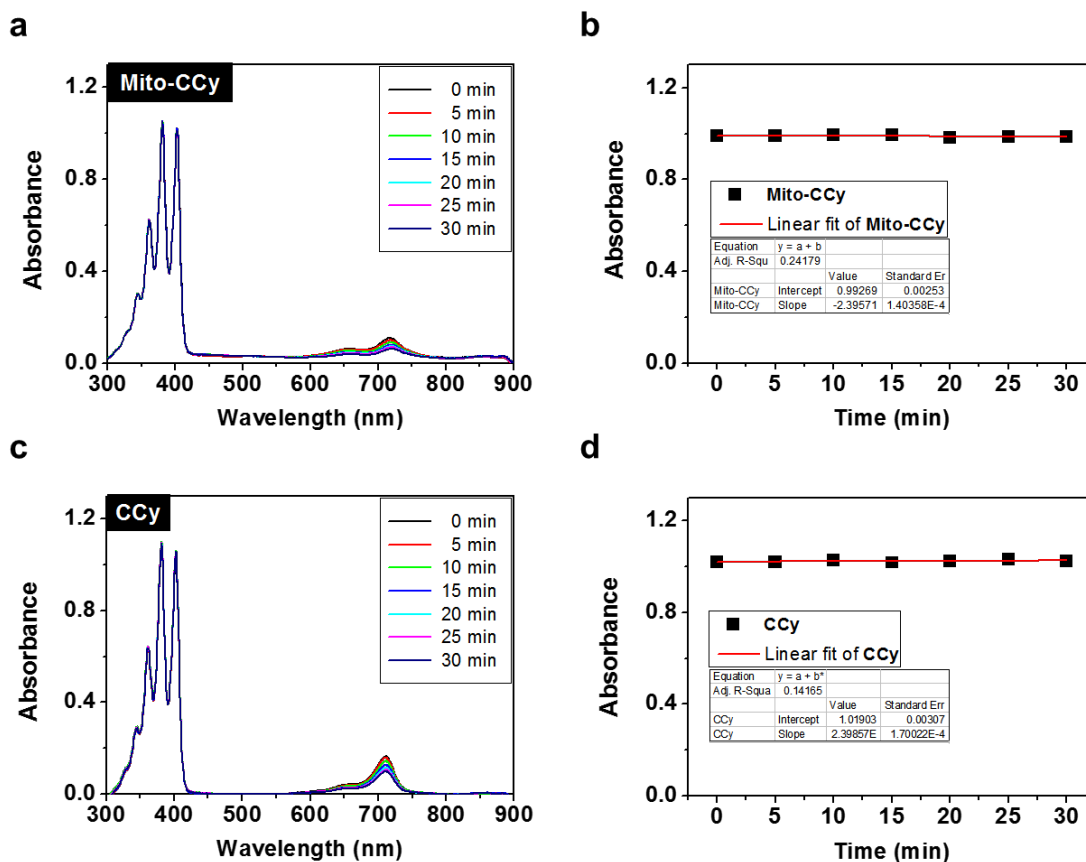 a
Mito-CCy
0 min
5 min
10 min
15 min
20 min
25 min
30 min
1.2
0.8
0.4
0.0
Absorbance
300 400 500 600 700 800 900
Wavelength (nm)
b
1.2
0.8
0.4
0.0
Absorbance
Mito-CCy
Linear fit of Mito-CCy
Equation y = a + b
Adj. R-Squ 0.24179
Value Standard Er
Mito-CCy Intercept 0.99269 0.00253
Mito-CCy Slope -2.39571 1.40358E-4
0 5 10 15 20 25 30
Time (min)
c
CCy
0 min
5 min
10 min
15 min
20 min
25 min
30 min
1.2
0.8
0.4
0.0
Absorbance
300 400 500 600 700 800 900
Wavelength (nm)
d
1.2
0.8
0.4
0.0
Absorbance
CCy
Linear fit of CCy
Equation y = a + b*
Adj. R-Squa 0.14165
Value Standard Err
CCy Intercept 1.01903 0.00307
CCy Slope 2.39857E 1.70022E-4
0 5 10 15 20 25 30
Time (min)